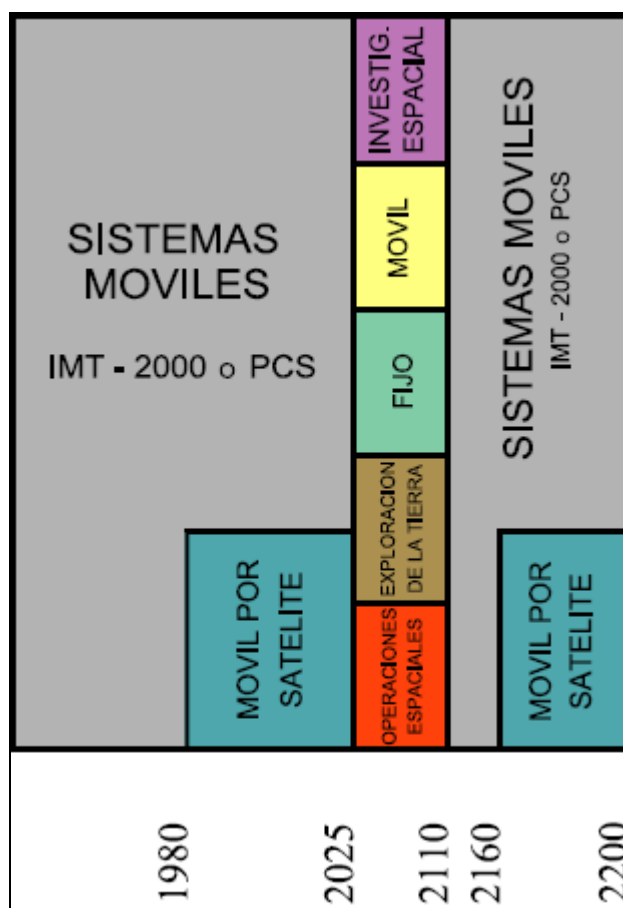 SISTEMAS
MOVILES
IMT - 2000 o PCS
MOVIL POR
SATELITE
INVESTIG.
ESPACIAL
MOVIL
FIJO
EXPLORACION
DE LA TIERRA
OPERACIONES
ESPACIALES
SISTEMAS MOVILES
IMT - 2000 o PCS
MOVIL POR
SATELITE
1980
2025
2110
2160
2200